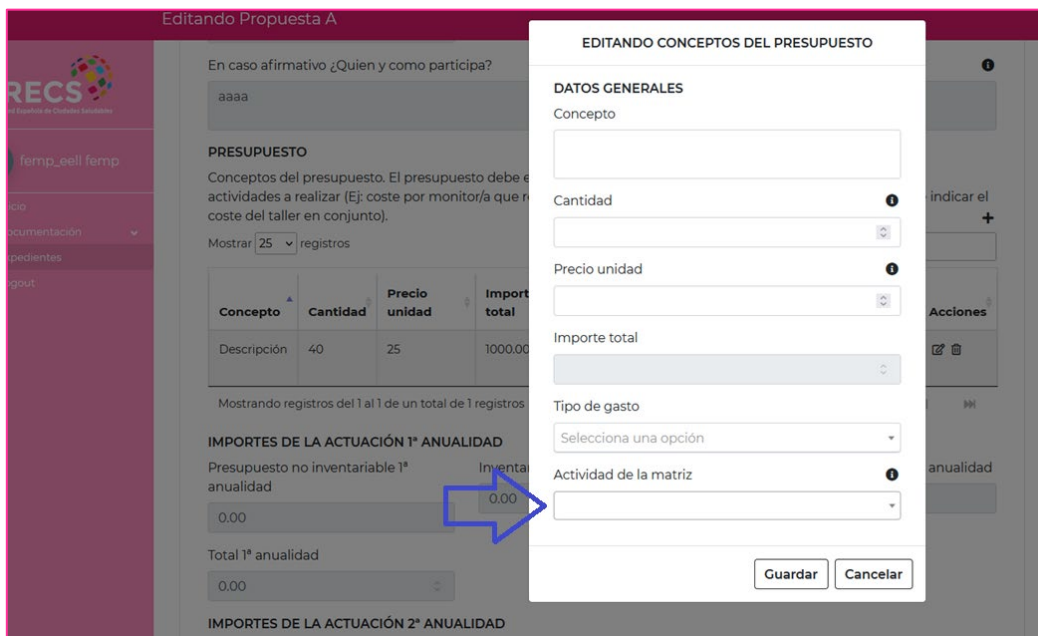 Editando Propuesta A
RECS
Red Española de Ciudades Saludables
femp_eell femp
icio
ocumentación
xpedientes
ogout
En caso afirmativo ¿Quien y como participa?
aaaa
PRESUPUESTO
Conceptos del presupuesto. El presupuesto debe e
actividades a realizar (Ej: coste por monitor/a que r
indicar el
coste del taller en conjunto).
Mostrar 25 registros
Concepto Cantidad Precio unidad Import total Acciones
Descripción 40 25 1000.00
Mostrando registros del 1 al 1 de un total de 1 registros
IMPORTES DE LA ACTUACIÓN 1ª ANUALIDAD
Presupuesto no inventariable 1ª
anualidad
Inventa
anualidad
0.00
0.00
Total 1ª anualidad
0.00
IMPORTES DE LA ACTUACIÓN 2ª ANUALIDAD
EDITANDO CONCEPTOS DEL PRESUPUESTO
DATOS GENERALES
Concepto
Cantidad
Precio unidad
Importe total
Tipo de gasto
Selecciona una opción
Actividad de la matriz
Guardar Cancelar